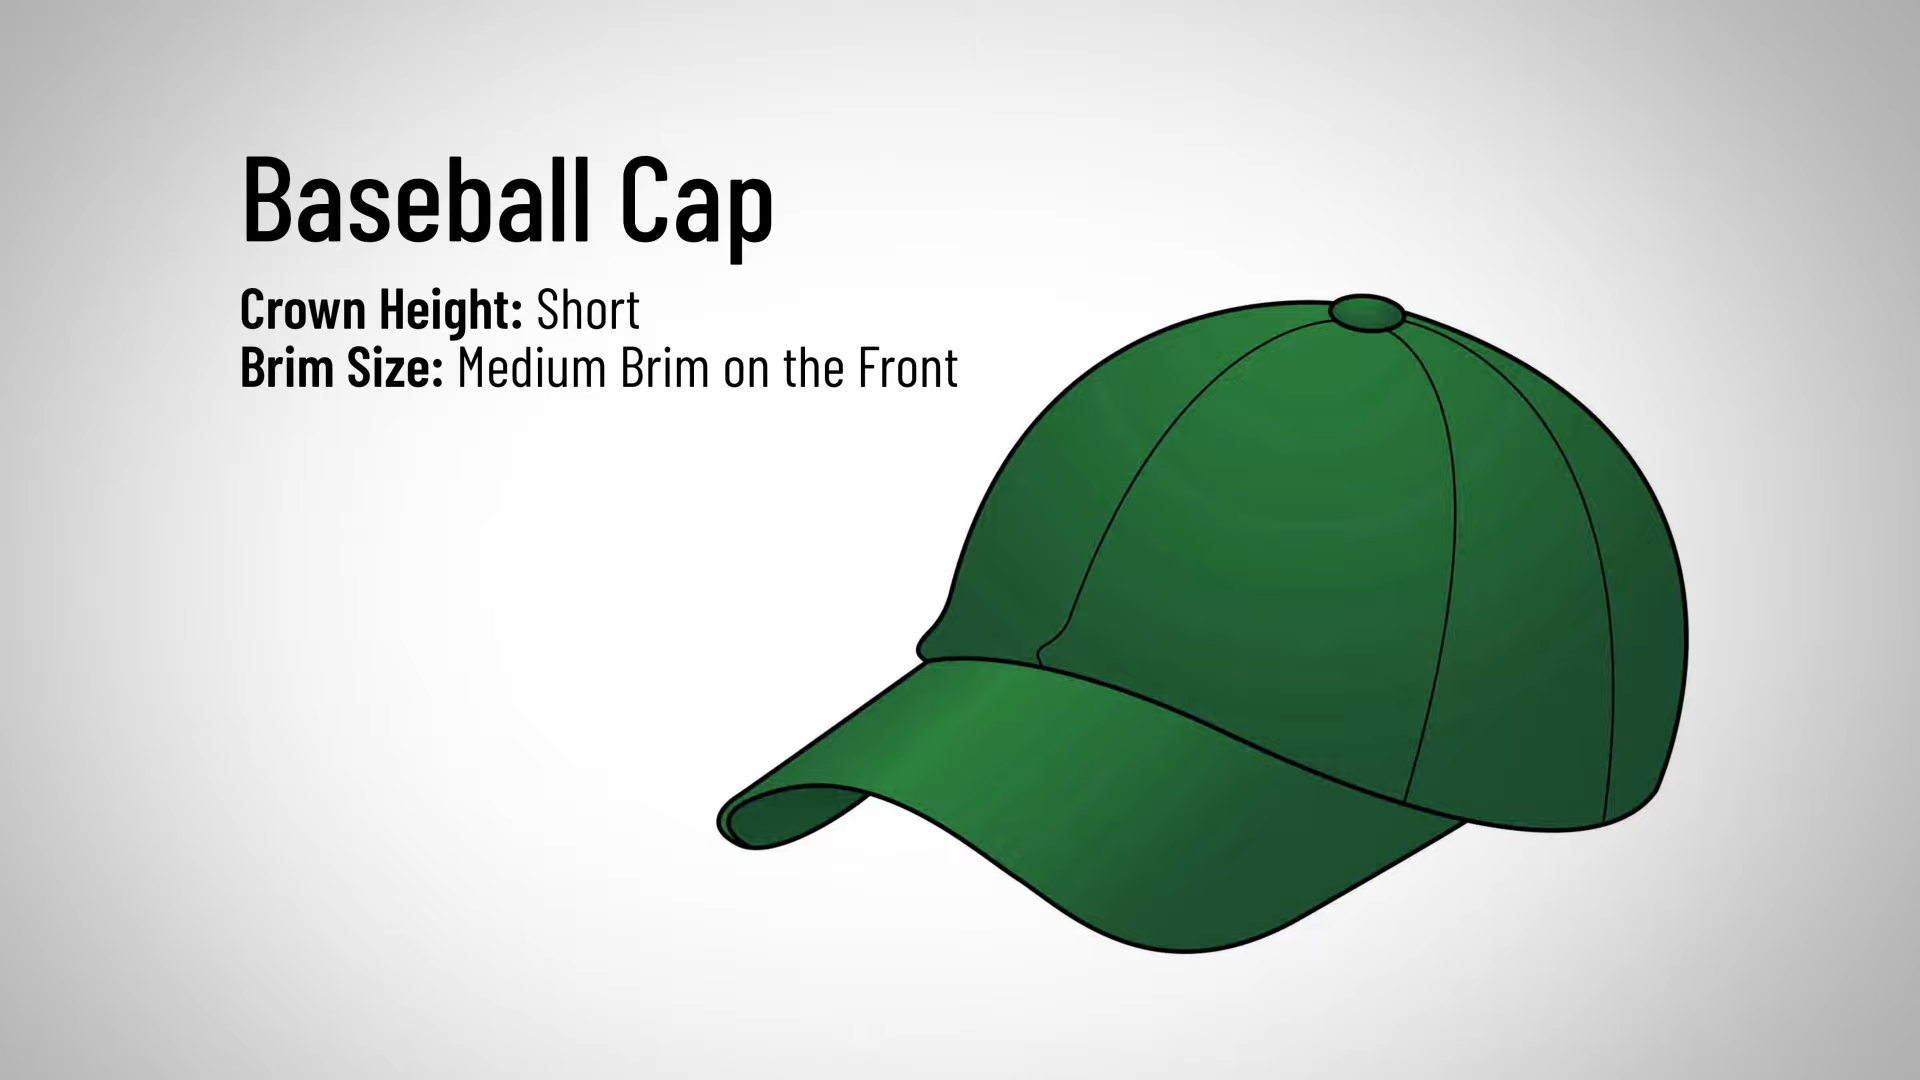 Baseball Cap
Crown Height: Short
Brim Size: Medium Brim on the Front